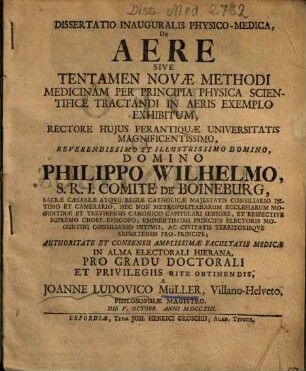 Diss. Med 2792
DISSERTATIO INAUGURALIS PHYSICO-MEDICA,
De
AERE
SIVE
TENTAMEN NOVÆ METHODI
MEDICINAM PER PRINCIPIA PHYSICA SCIEN-
TIFICE TRACTANDI IN AERIS EXEMPLO
EXHIBITUM,
RECTORE HUJUS PERANTIQUÆ UNIVERSITATIS
MAGNIFICENTISSIMO,
REVERENDISSIMO ET ILLUSTRISSIMO DOMINO,
DOMINO
PHILIPPO WILHELMO,
S. R. I. COMITE DE BOINEBURG,
SACRÆ CÆSAREÆ ATQVE REGIÆ CATHOLICÆ MAJESTATIS CONSILIARIO IN-
TIMO ET CAMERARIO, NEC NON METROPOLITANARUM ECCLESIARUM MO-
GUNTINÆ ET TREVIRENSIS CANONICO CAPITULARI SENIORE, ET RESPECTIVE
SUPREMO CHORI-EPISCOPO, EMINENTISSIMI PRINCIPIS ELECTORIS MO-
GUNTINI CONSILIARIO INTIMO, AC CIVITATIS TERRITORIIQVE
ERFURTENSIS PRO-PRINCIPE,
AUTHORITATE ET CONSENSU AMPLISSIMÆ FACULTATIS MEDICÆ
IN ALMA ELECTORALI HIERANA,
PRO GRADU DOCTORALI
ET PRIVILEGIIS RITE OBTINENDIS,
A
JOANNE LUDOVICO MüLLER, Villano-Helveto,
PHILOSOPHIÆ MAGISTRO.
DIE V. OCTOBR. ANNI MDCCXIII.
ERFORDIÆ, Typis JOH. HENRICI GROSCHII, Acad. Typogr.